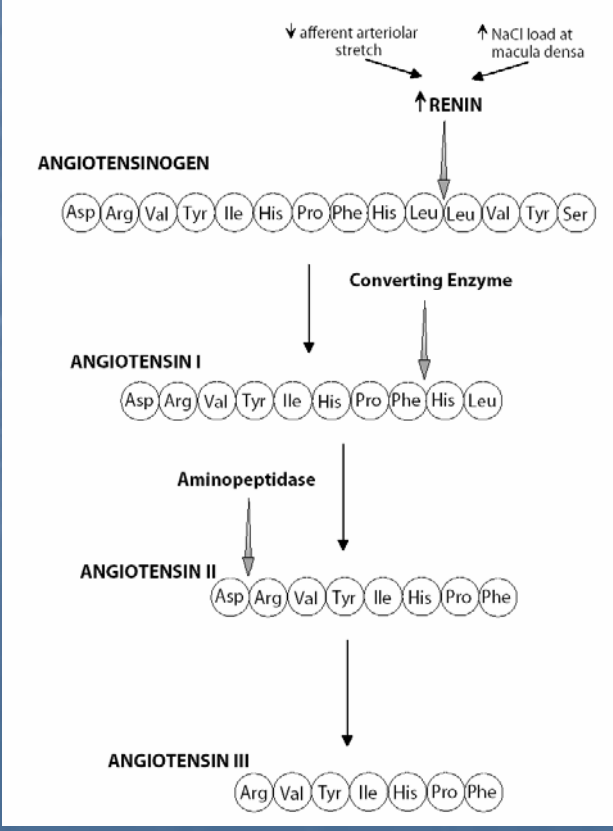 ↓ afferent arteriolar
stretch
↑ NaCl load at
macula densa
↑ RENIN
ANGIOTENSINOGEN
Asp Arg Val Tyr Ile His Pro Phe His Leu Leu Val Tyr Ser
Converting Enzyme
ANGIOTENSIN I
Asp Arg Val Tyr Ile His Pro Phe His Leu
Aminopeptidase
ANGIOTENSIN II
Asp Arg Val Tyr Ile His Pro Phe
ANGIOTENSIN III
Arg Val Tyr Ile His Pro Phe